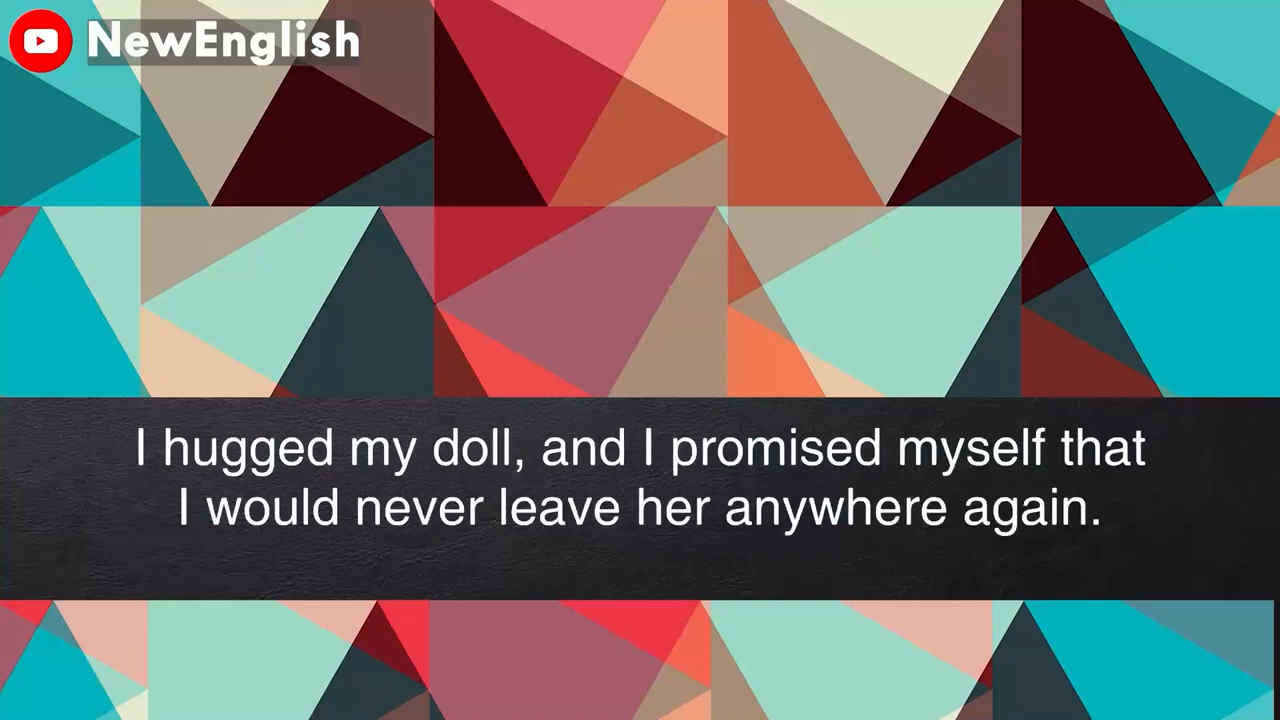 NewEnglish
I hugged my doll, and I promised myself that
I would never leave her anywhere again.